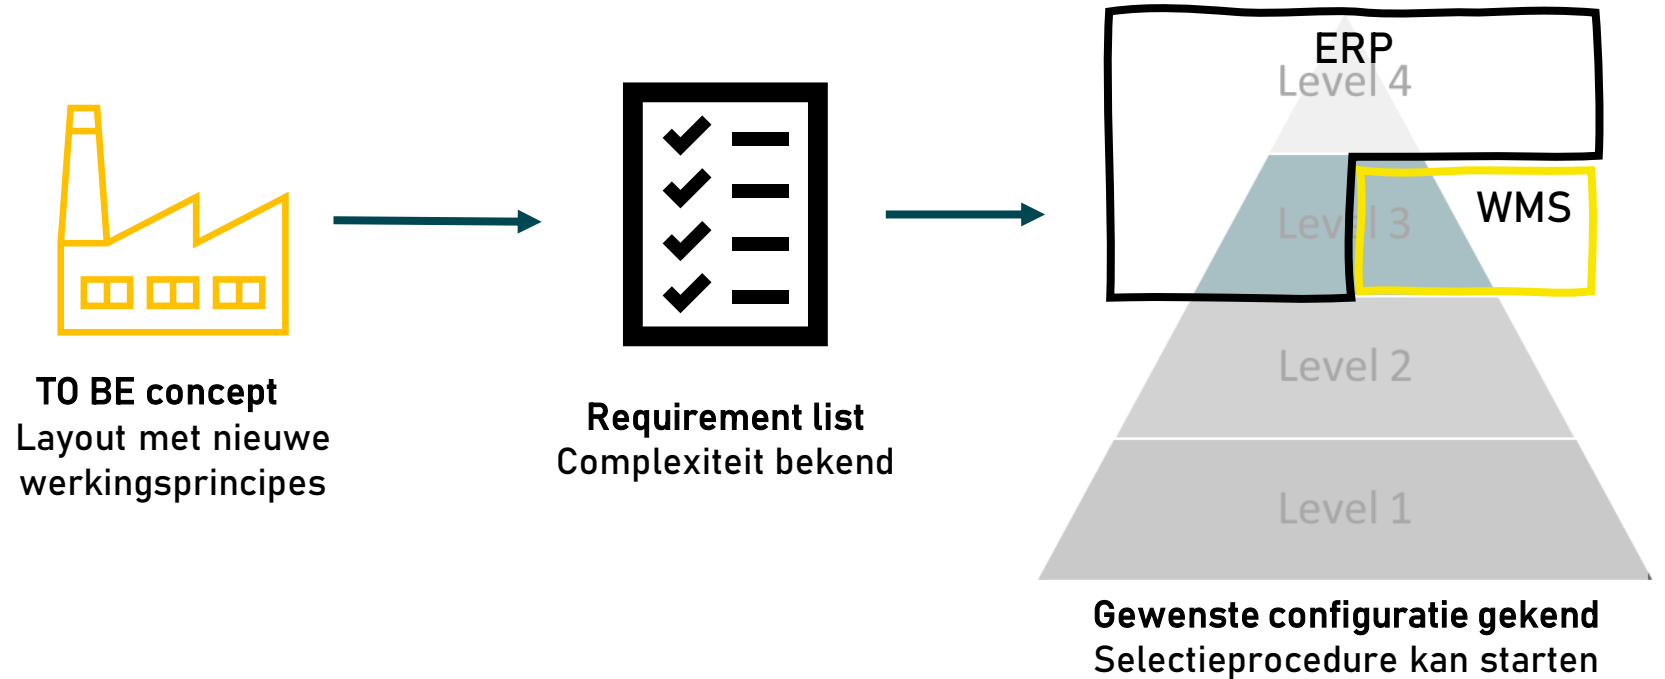 TO BE concept
Layout met nieuwe
werkingsprincipes
Requirement list
Complexiteit bekend
ERP
Level 4
WMS
Level 3
Level 2
Level 1
Gewenste configuratie gekend
Selectieprocedure kan starten